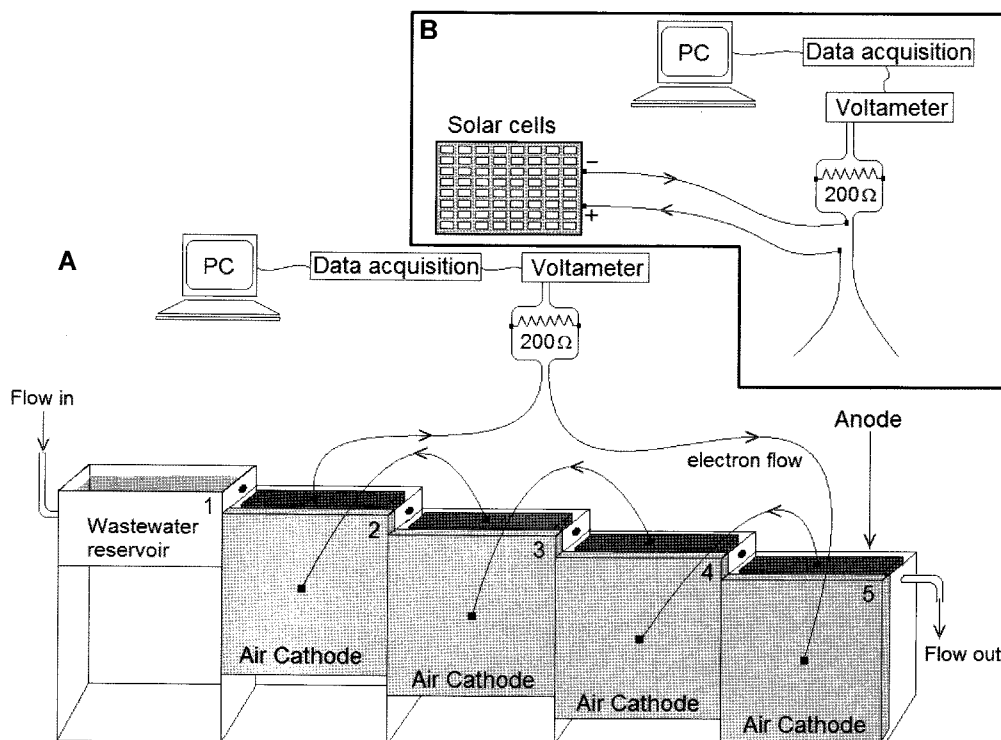 B
PC
Data acquisition
Voltameter
Solar cells
−
+
200Ω
A
PC
Data acquisition
Voltameter
200Ω
Flow in
Anode
electron flow
1
Wastewater
reservoir
2
3
4
5
Air Cathode
Air Cathode
Air Cathode
Air Cathode
Flow out